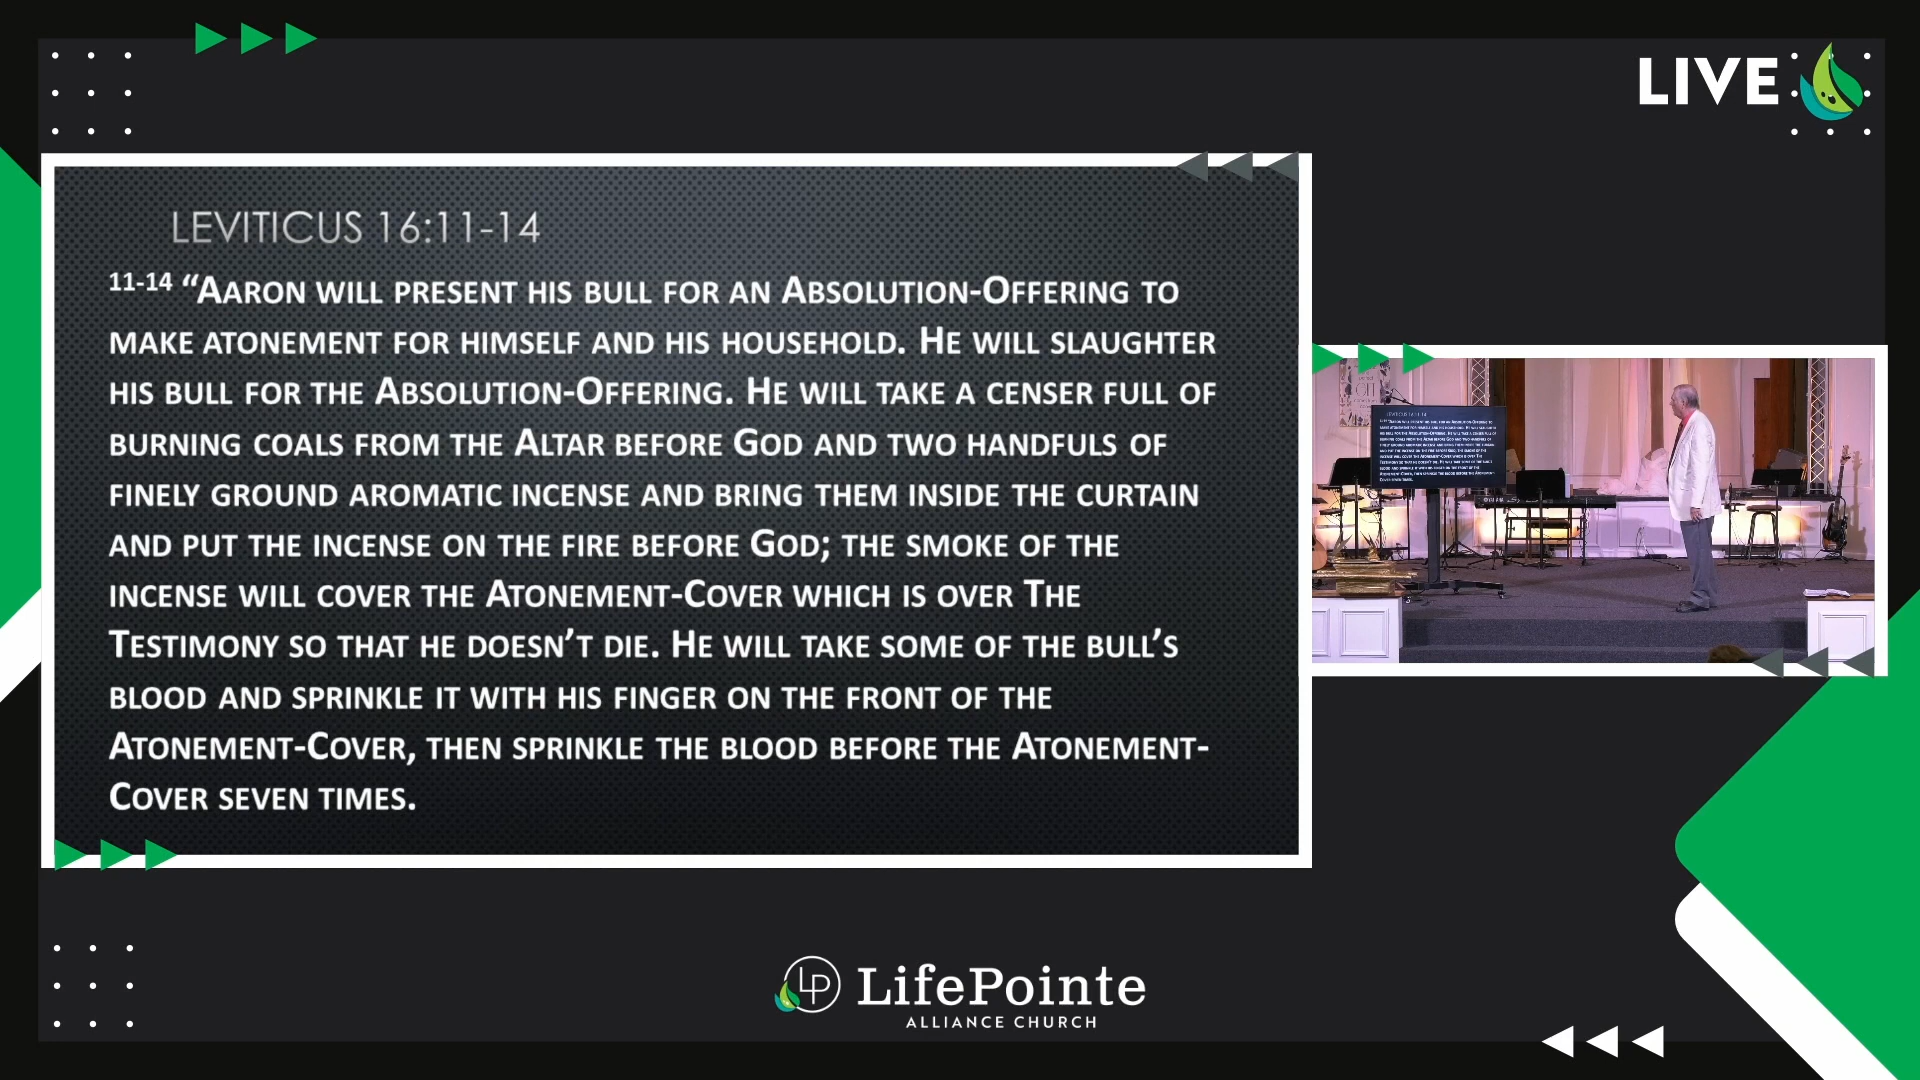 LIVE
LEVITICUS 16:11-14
11-14 “AARON WILL PRESENT HIS BULL FOR AN ABSOLUTION-OFFERING TO
MAKE ATONEMENT FOR HIMSELF AND HIS HOUSEHOLD. HE WILL SLAUGHTER
HIS BULL FOR THE ABSOLUTION-OFFERING. HE WILL TAKE A CENSER FULL OF
BURNING COALS FROM THE ALTAR BEFORE GOD AND TWO HANDFULS OF
FINELY GROUND AROMATIC INCENSE AND BRING THEM INSIDE THE CURTAIN
AND PUT THE INCENSE ON THE FIRE BEFORE GOD; THE SMOKE OF THE
INCENSE WILL COVER THE ATONEMENT-COVER WHICH IS OVER THE
TESTIMONY SO THAT HE DOESN’T DIE. HE WILL TAKE SOME OF THE BULL’S
BLOOD AND SPRINKLE IT WITH HIS FINGER ON THE FRONT OF THE
ATONEMENT-COVER, THEN SPRINKLE THE BLOOD BEFORE THE ATONEMENT-
COVER SEVEN TIMES.
LP LifePointe
ALLIANCE CHURCH